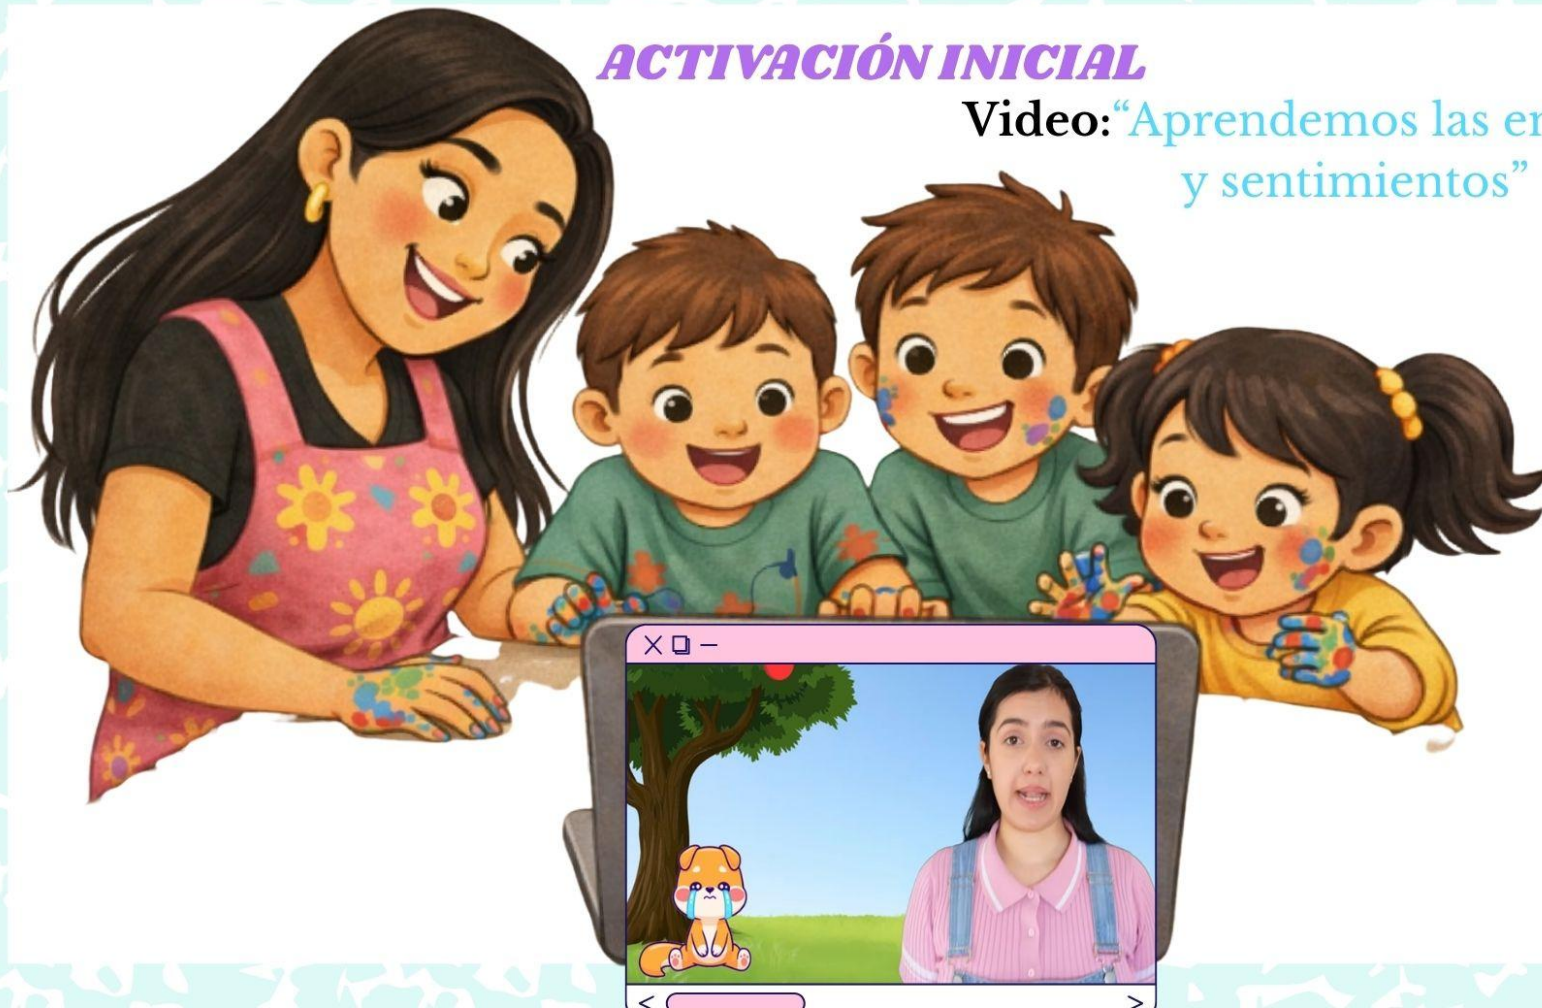 ACTIVACIÓN INICIAL
Video:“Aprendemos las
y sentimientos”